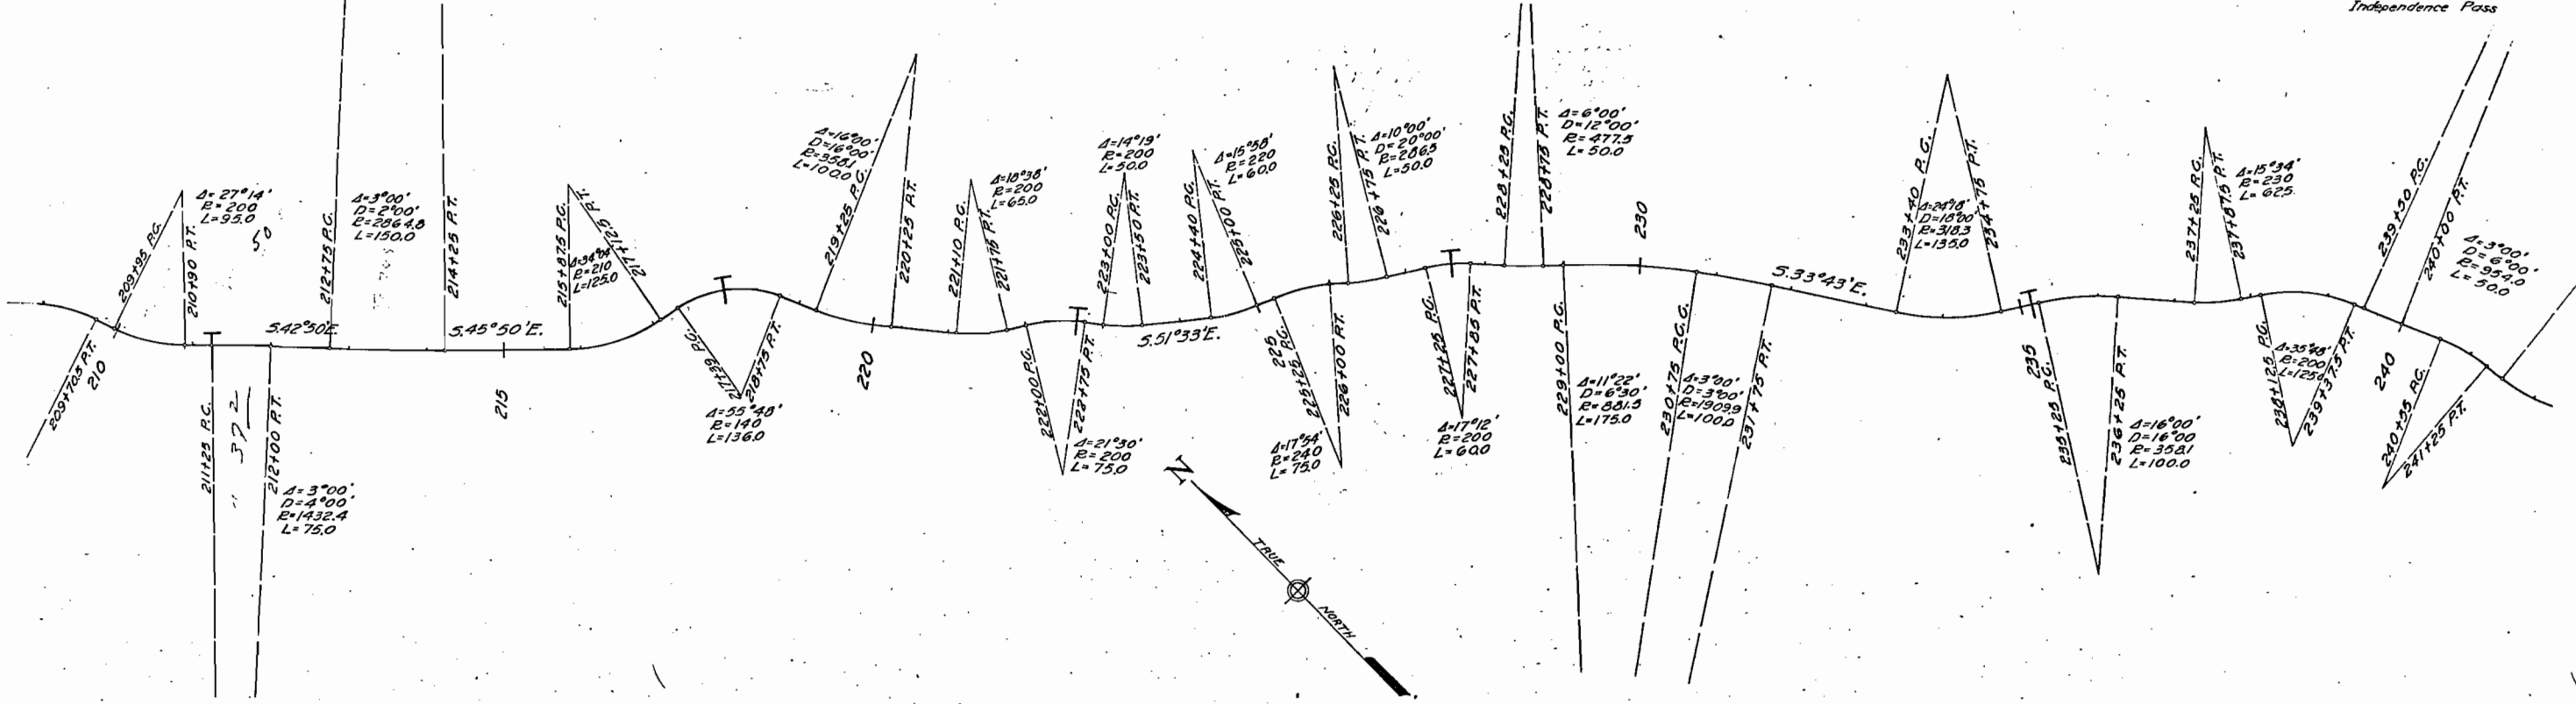 Independence Pass
209+70.5 P.T.
210
209+95 P.C.
210+90 P.T.
Δ=27°14'
R=200
L=95.0
50
211+25 P.C.
372
212+00 P.T.
Δ=3°00'
D=4°00'
R=1432.4
L=75.0
S.42°50'E.
212+75 P.C.
Δ=3°00'
D=2°00'
R=2864.8
L=150.0
214+25 P.T.
S.45°50'E.
215
215+87.5 P.C.
Δ=34°04'
R=210
L=125.0
217+12.5 P.T.
217+39 P.C.
218+75 P.T.
Δ=55°48'
R=140
L=136.0
Δ=16°00'
D=16°00'
R=358.1
L=100.0
219+25 P.C.
220+25 P.T.
220
221+10 P.C.
221+75 P.T.
Δ=18°38'
R=200
L=65.0
222+00 P.C.
222+75 P.T.
Δ=21°30'
R=200
L=75.0
Δ=14°19'
R=200
L=50.0
223+00 P.C.
223+50 P.T.
S.51°33'E.
224+40 P.C.
225+00 P.T.
Δ=15°38'
R=220
L=60.0
225
225+25 P.C.
226+00 P.T.
Δ=17°54'
R=240
L=75.0
226+25 P.C.
226+75 P.T.
Δ=10°00'
D=20°00'
R=286.5
L=50.0
227+25 P.C.
227+85 P.T.
Δ=17°12'
R=200
L=60.0
228+25 P.C.
228+75 P.T.
Δ=6°00'
D=12°00'
R=477.5
L=50.0
229+00 P.C.
Δ=11°22'
D=6°30'
R=881.5
L=175.0
230
230+75 P.C.C.
Δ=3°00'
D=3°00'
R=1909.9
L=100.0
231+75 P.T.
S.33°43'E.
233+40 P.C.
Δ=24°18'
D=18°00'
R=318.3
L=135.0
234+75 P.T.
235
235+25 P.C.
236+25 P.T.
Δ=16°00'
D=16°00
R=358.1
L=100.0
237+25 P.C.
237+87.5 P.T.
Δ=15°34'
R=230
L=62.5
238+12.5 P.C.
Δ=35°48'
R=200
L=125.0
239+37.5 P.T.
239+50 P.C.
240+00 P.T.
Δ=3°00'
D=6°00'
R=954.0
L=50.0
240
240+55 P.C.
241+25 P.T.
N
TRUE
NORTH